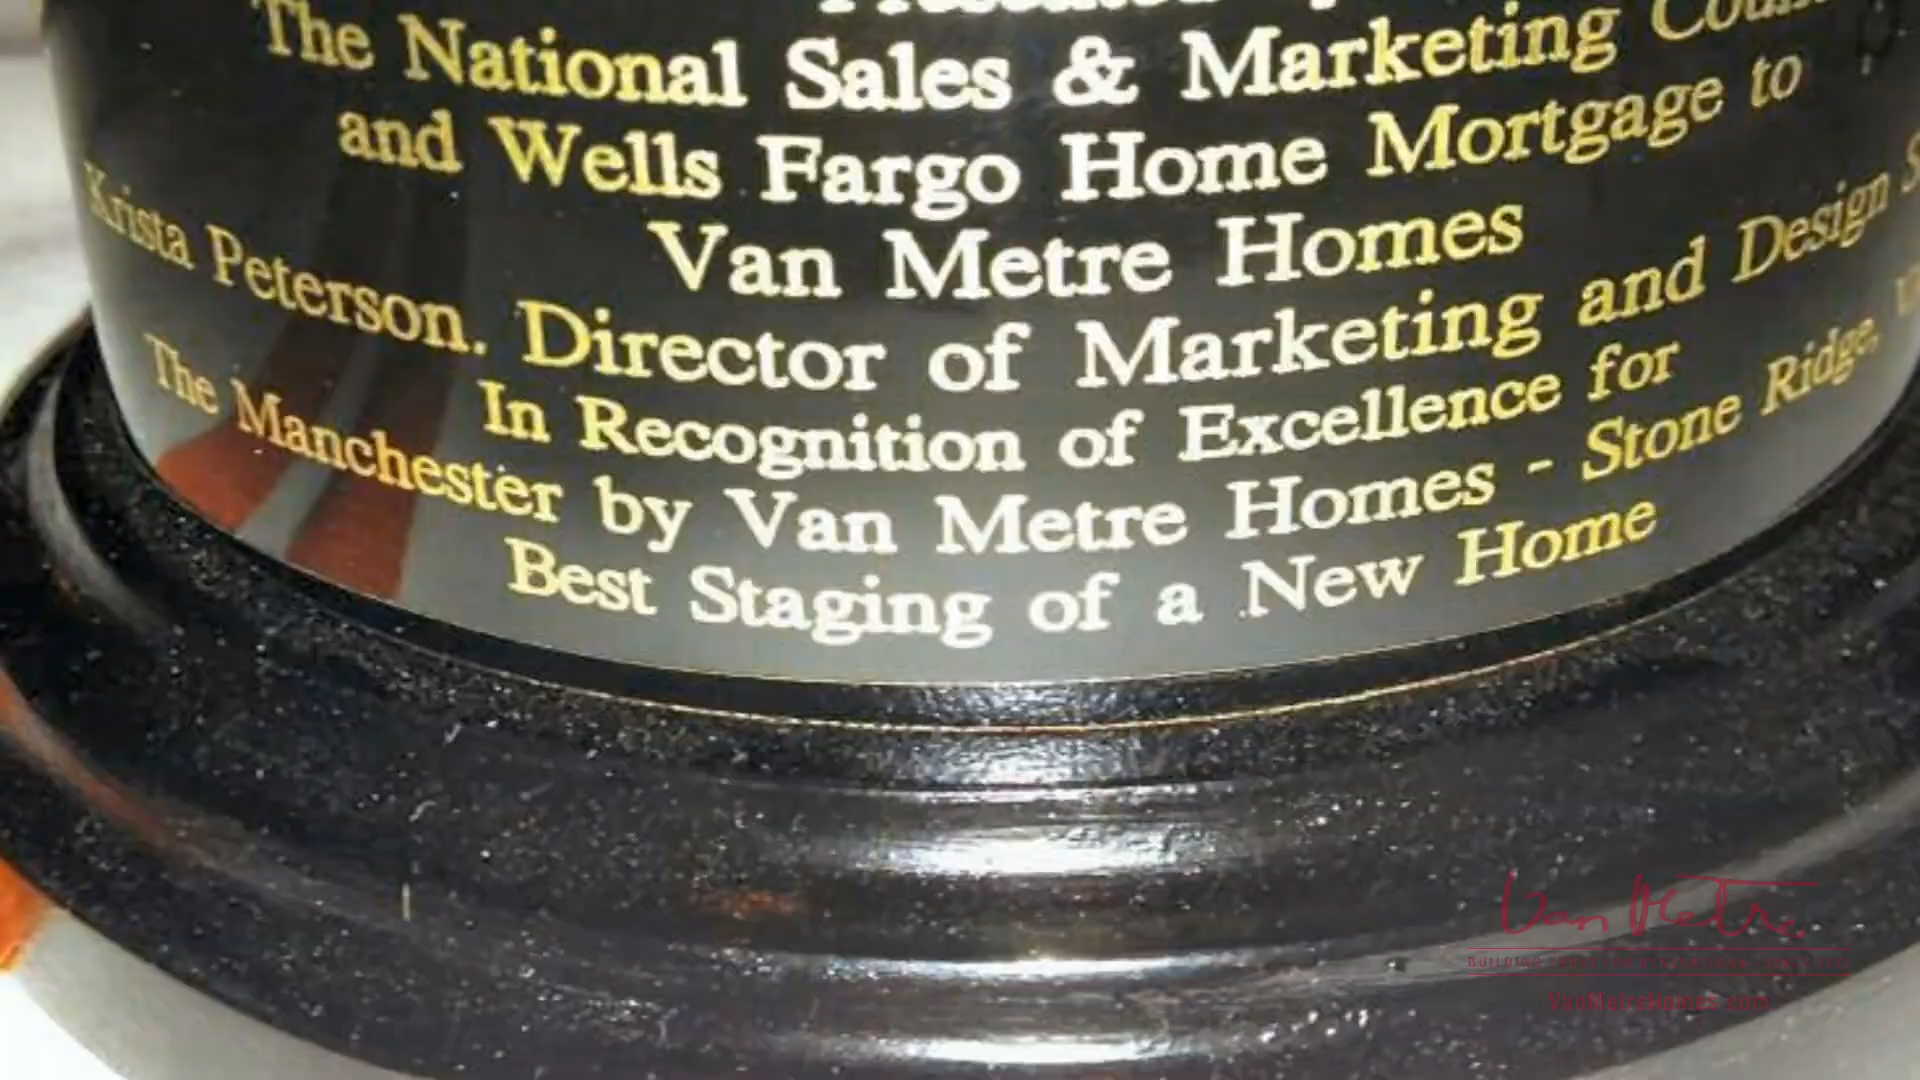 The National Sales & Marketing
and Wells Fargo Home Mortgage to
Van Metre Homes
Krista Peterson. Director of Marketing and Design
In Recognition of Excellence for
The Manchester by Van Metre Homes - Stone Ridge,
Best Staging of a New Home
Van Metre
VanMetreHomes.com